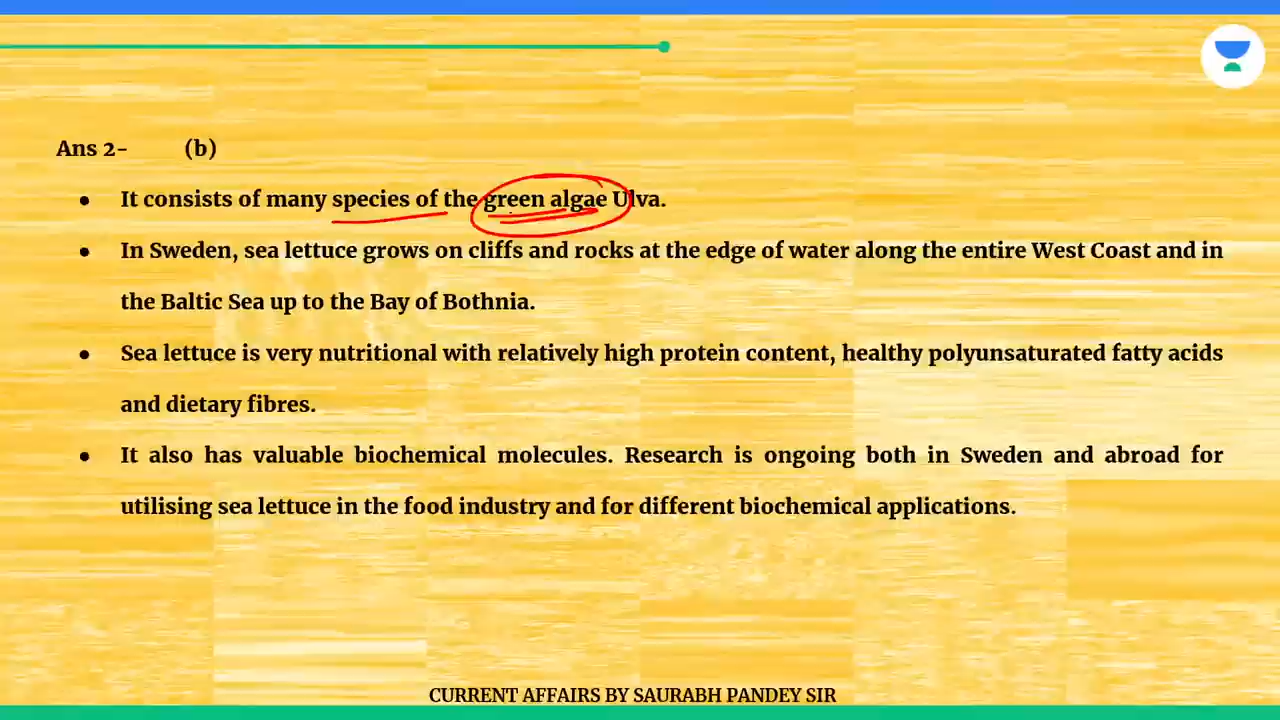 Ans 2- (b)
● It consists of many species of the green algae Ulva.
● In Sweden, sea lettuce grows on cliffs and rocks at the edge of water along the entire West Coast and in
the Baltic Sea up to the Bay of Bothnia.
● Sea lettuce is very nutritional with relatively high protein content, healthy polyunsaturated fatty acids
and dietary fibres.
● It also has valuable biochemical molecules. Research is ongoing both in Sweden and abroad for
utilising sea lettuce in the food industry and for different biochemical applications.
CURRENT AFFAIRS BY SAURABH PANDEY SIR